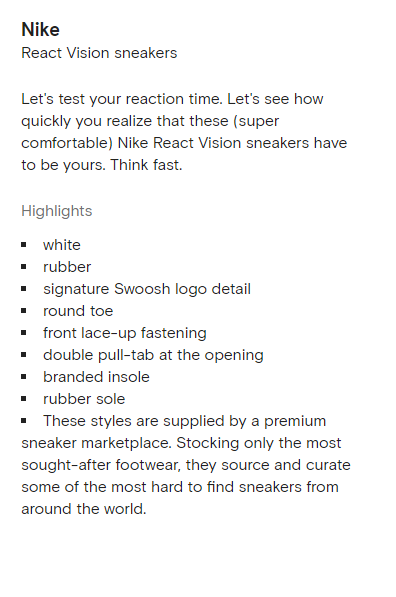 Nike
React Vision sneakers
Let's test your reaction time. Let's see how
quickly you realize that these (super
comfortable) Nike React Vision sneakers have
to be yours. Think fast.
Highlights
▪ white
▪ rubber
▪ signature Swoosh logo detail
▪ round toe
▪ front lace-up fastening
▪ double pull-tab at the opening
▪ branded insole
▪ rubber sole
▪ These styles are supplied by a premium
sneaker marketplace. Stocking only the most
sought-after footwear, they source and curate
some of the most hard to find sneakers from
around the world.